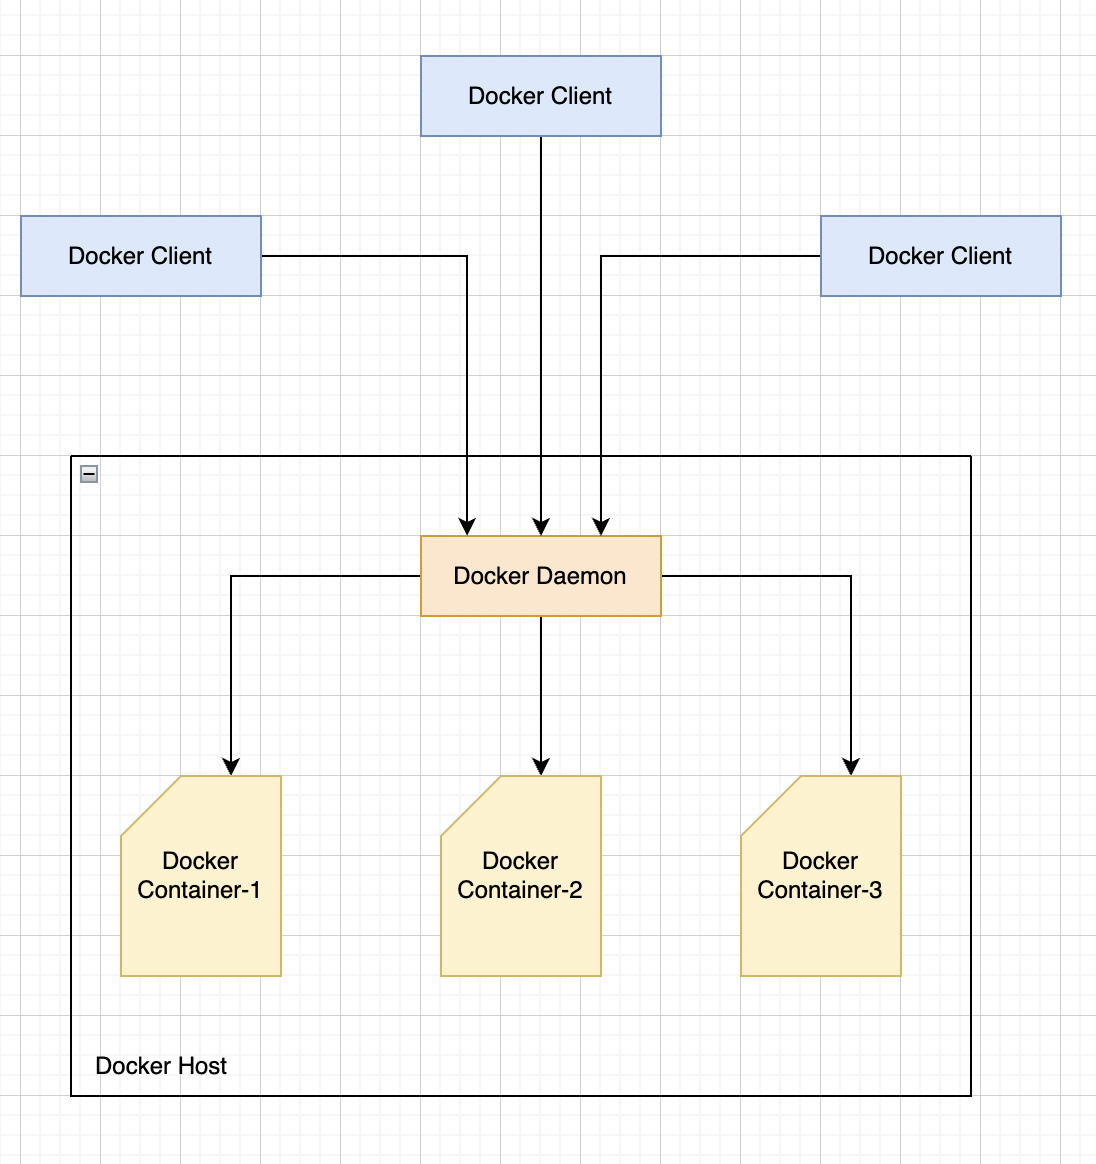 Docker Client
Docker Client
Docker Client
Docker Daemon
Docker
Container-1
Docker
Container-2
Docker
Container-3
Docker Host